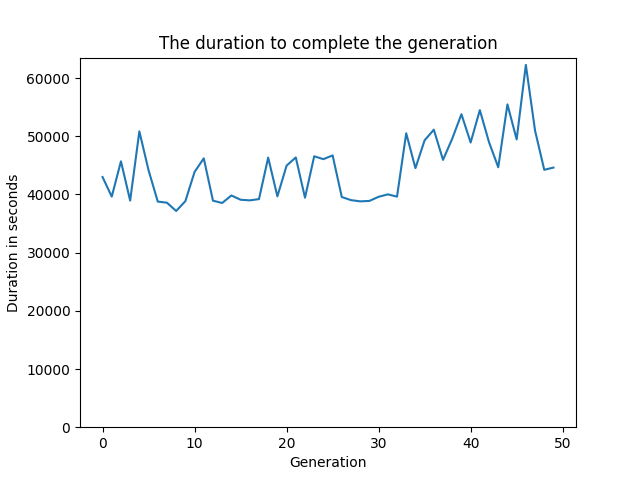 The duration to complete the generation
60000
50000
40000
30000
20000
10000
0
Duration in seconds
0 10 20 30 40 50
Generation